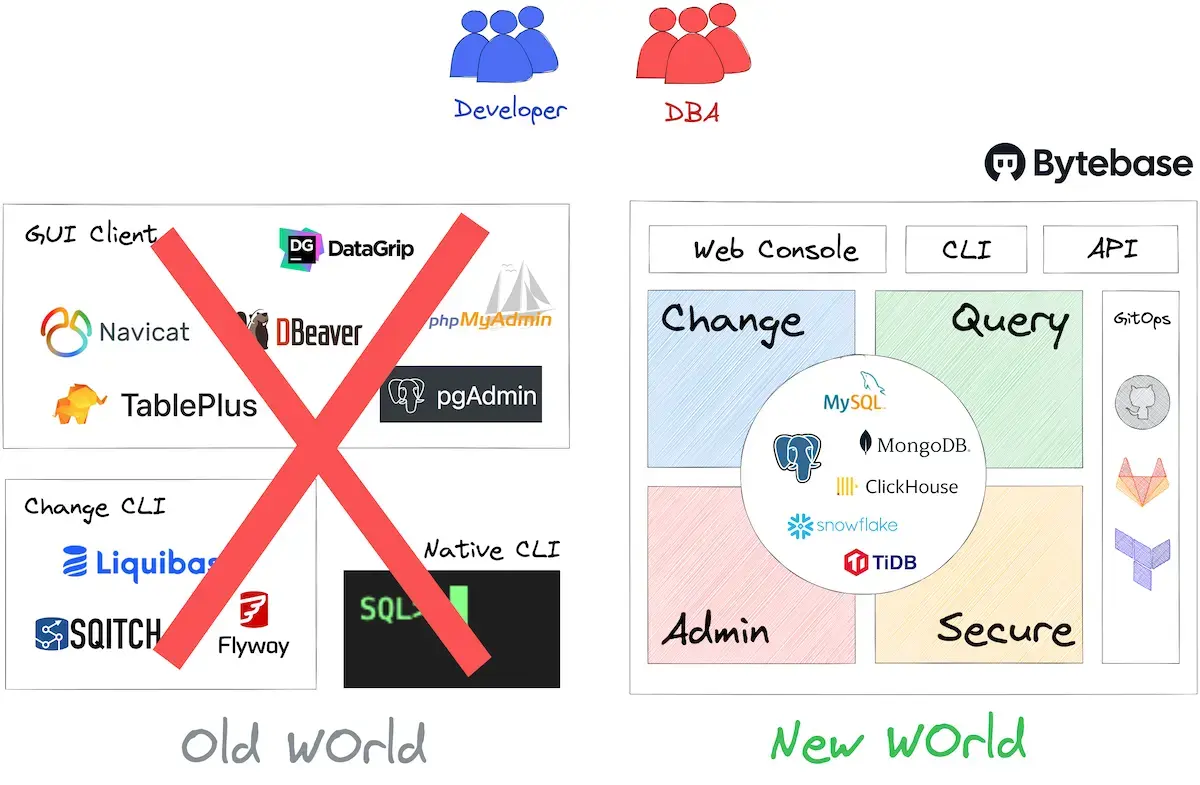 Developer
DBA
Bytebase
GUI Client
DG DataGrip
Navicat
DBeaver
phpMyAdmin
TablePlus
pgAdmin
Change CLI
Liquibas
SQITCH
Flyway
Native CLI
SQL>
Old World
Web Console
CLI
API
Change
Query
GitOps
MySQL
MongoDB
ClickHouse
snowflake
TiDB
Admin
Secure
New World